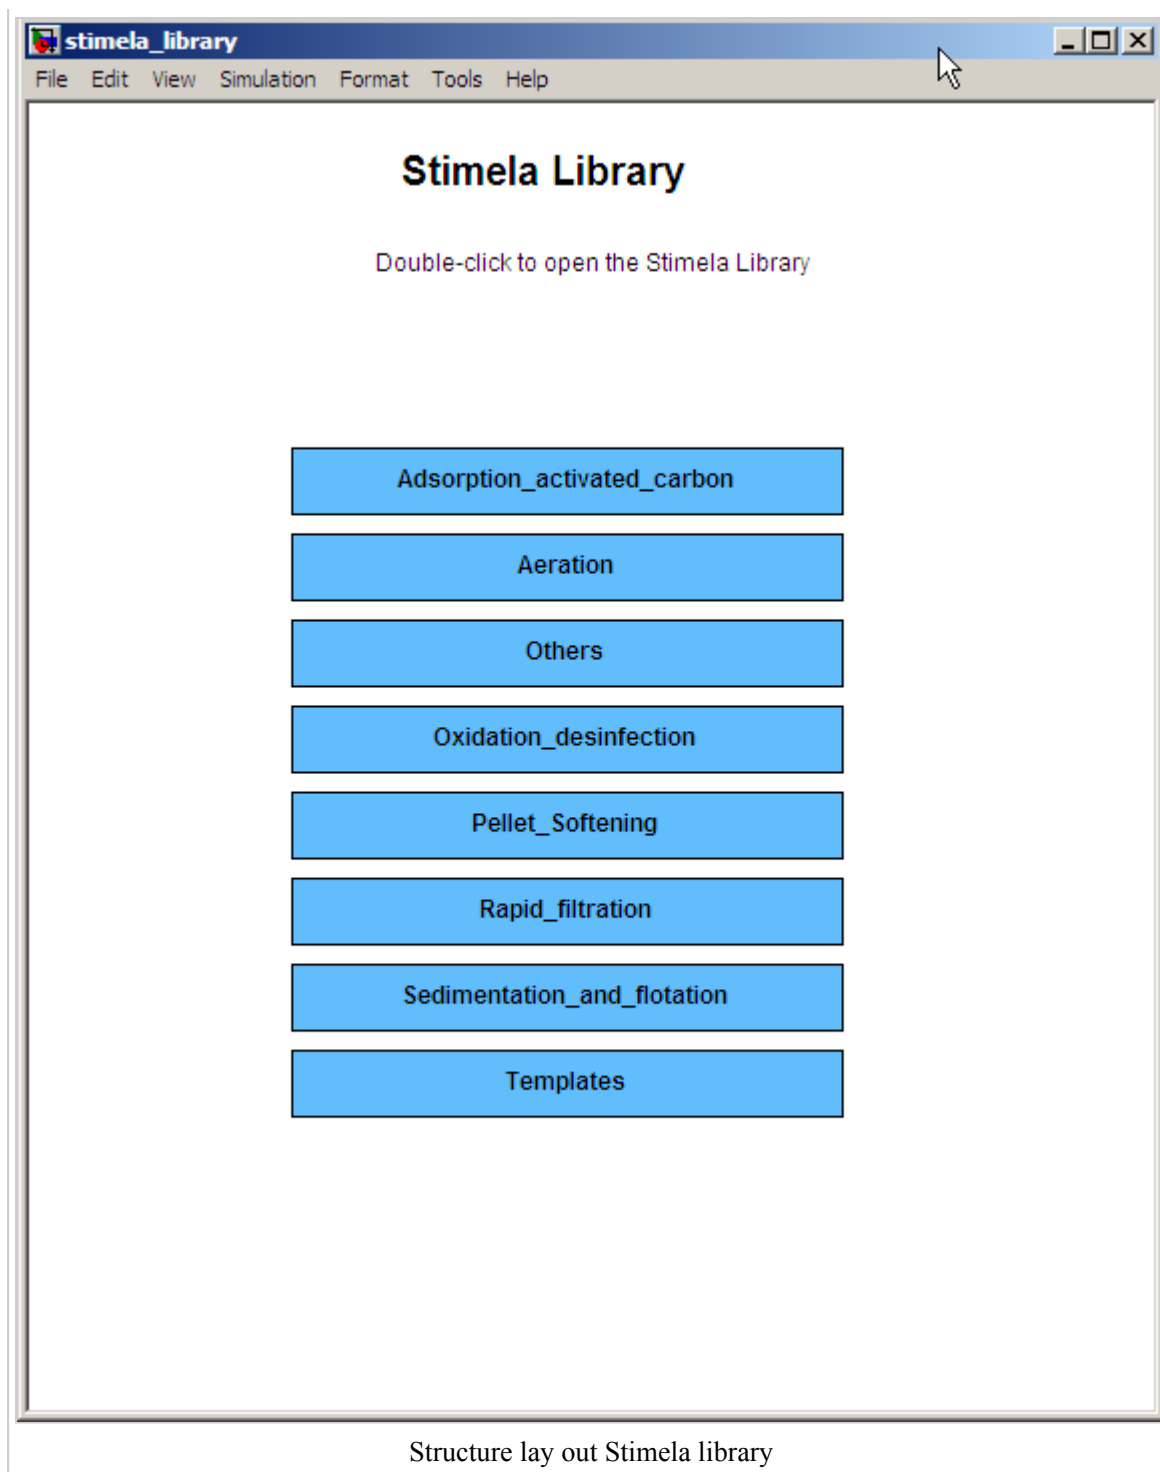 stimela_library
File Edit View Simulation Format Tools Help
Stimela Library
Double-click to open the Stimela Library
Adsorption_activated_carbon
Aeration
Others
Oxidation_desinfection
Pellet_Softening
Rapid_filtration
Sedimentation_and_flotation
Templates
Structure lay out Stimela library